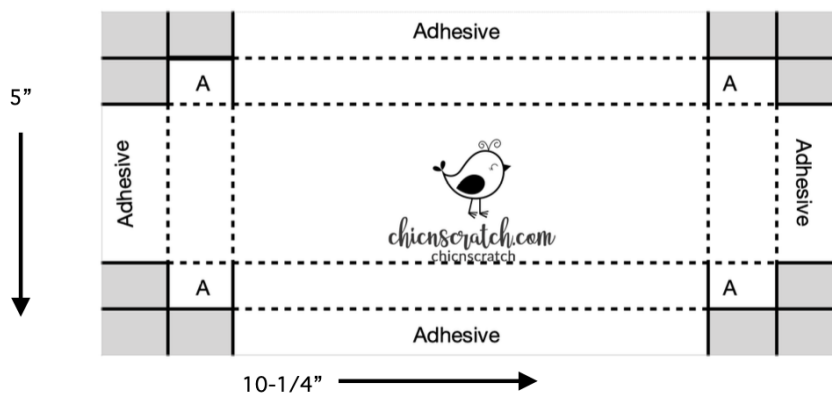 Adhesive
A A
5”
Adhesive
Adhesive
chicnscratch.com
chicnscratch
A A
Adhesive
10-1/4”